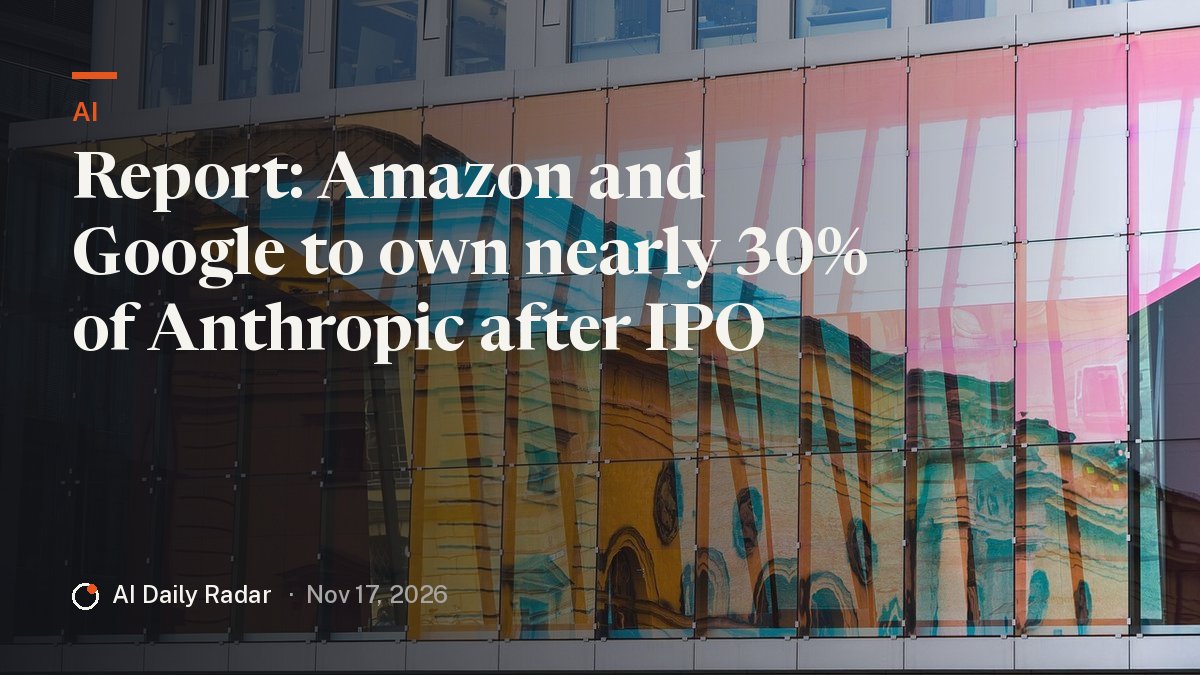 AI
Report: Amazon and
Google to own nearly 30%
of Anthropic after IPO
AI Daily Radar · Nov 17, 2026